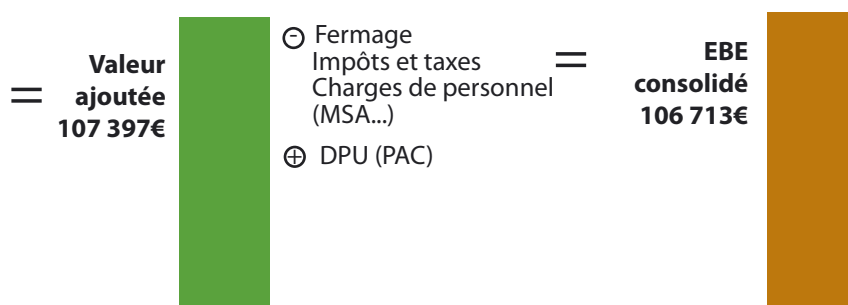 = Valeur
ajoutée
107 397€
⊖ Fermage
Impôts et taxes
Charges de personnel
(MSA...)
⊕ DPU (PAC)
= EBE
consolidé
106 713€